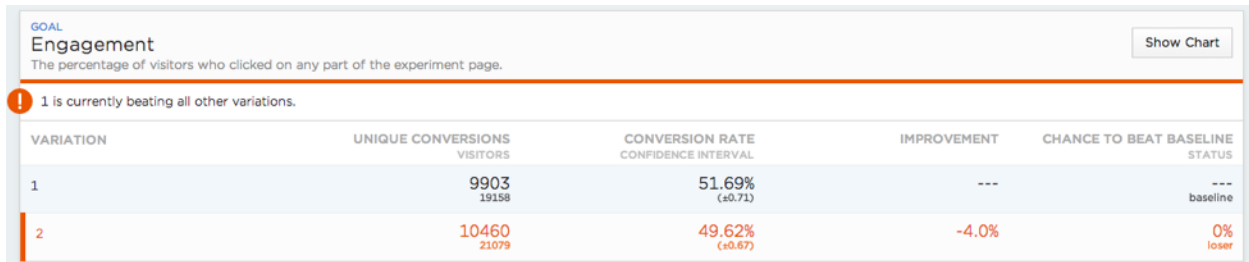 GOAL
Engagement
The percentage of visitors who clicked on any part of the experiment page.
Show Chart
! 1 is currently beating all other variations.
VARIATION UNIQUE CONVERSIONS CONVERSION RATE IMPROVEMENT CHANCE TO BEAT BASELINE
VISITORS CONFIDENCE INTERVAL STATUS
1 9903 51.69% --- ---
19158 (±0.71) baseline
2 10460 49.62% -4.0% 0%
21079 (±0.67) loser